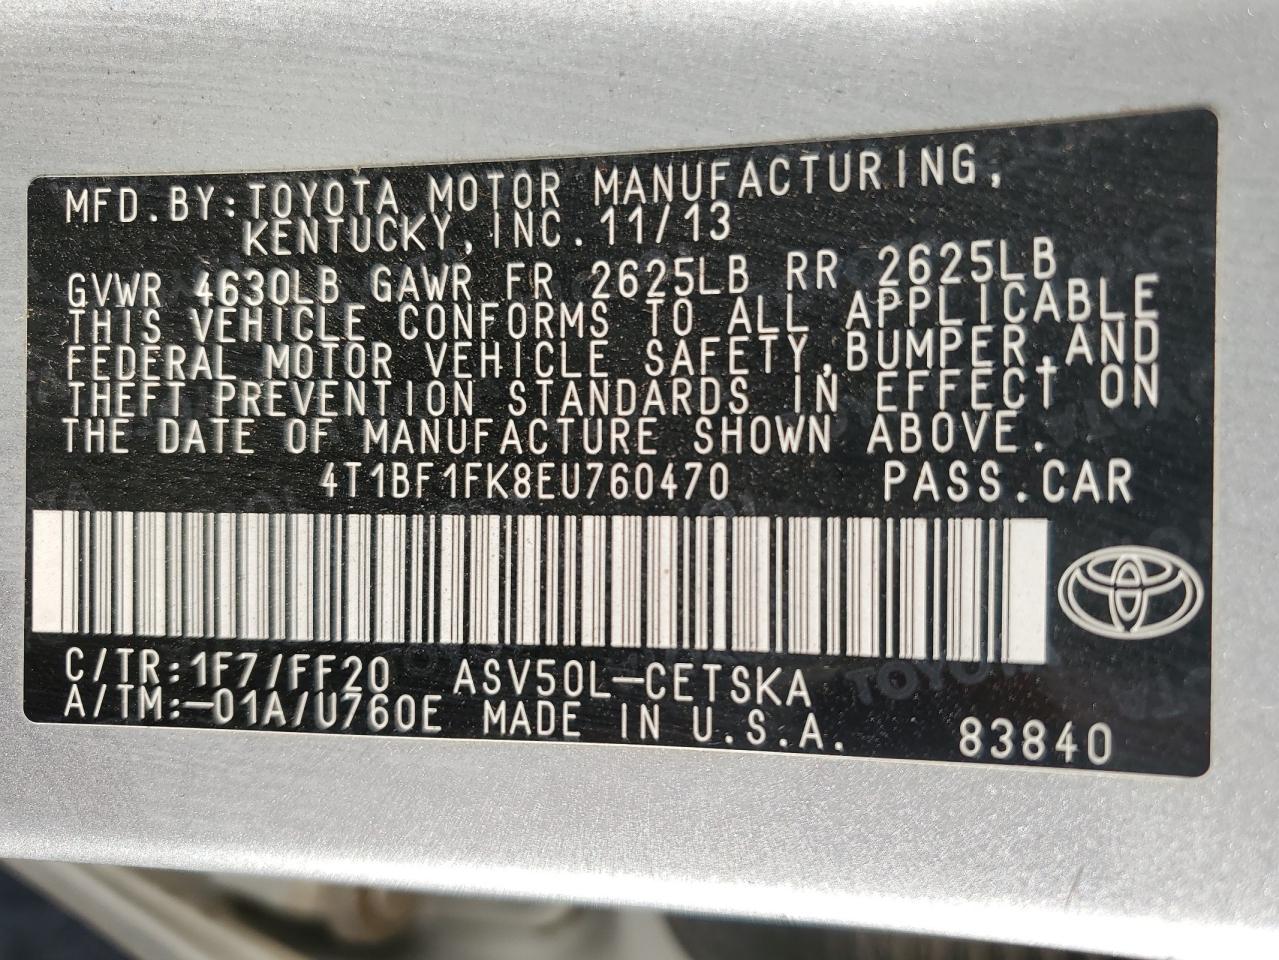 MFD.BY:TOYOTA MOTOR MANUFACTURING,
KENTUCKY, INC. 11/13
GVWR 4630LB GAWR FR 2625LB RR 2625LB
THIS VEHICLE CONFORMS TO ALL APPLICABLE
FEDERAL MOTOR VEHICLE SAFETY,BUMPER,AND
THEFT PREVENTION STANDARDS IN EFFECT ON
THE DATE OF MANUFACTURE SHOWN ABOVE.
4T1BF1FK8EU760470 PASS.CAR
C/TR:1F7/FF20 ASV50L-CETSKA
A/TM:-01A/U760E MADE IN U.S.A. 83840